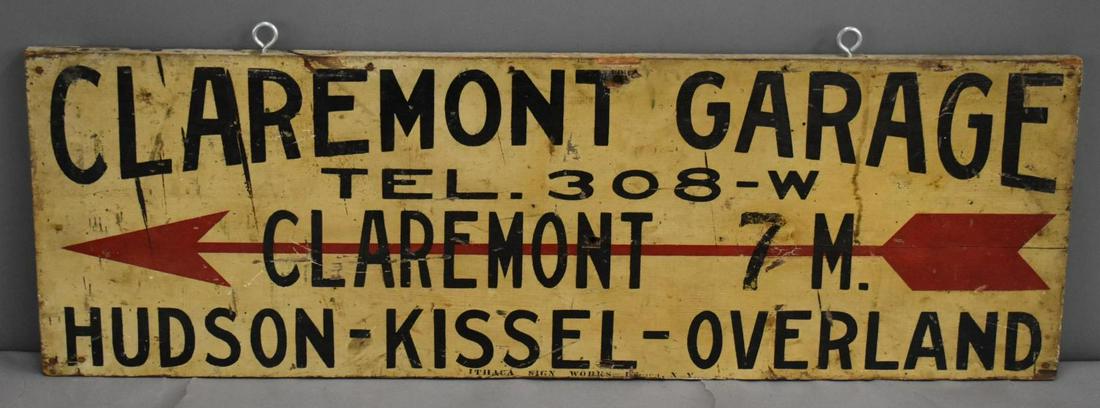 CLAREMONT GARAGE
TEL. 308-W
CLAREMONT 7 M.
HUDSON-KISSEL-OVERLAND
ITHACA SIGN WORKS N.Y.